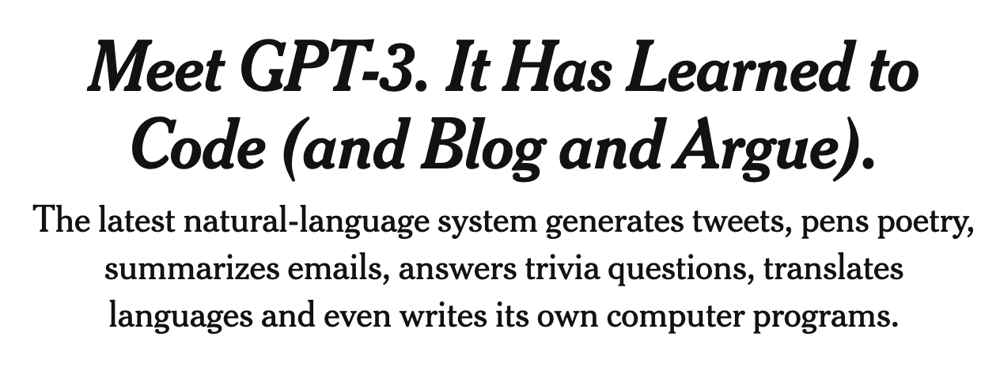 Meet GPT-3. It Has Learned to
Code (and Blog and Argue).
The latest natural-language system generates tweets, pens poetry,
summarizes emails, answers trivia questions, translates
languages and even writes its own computer programs.